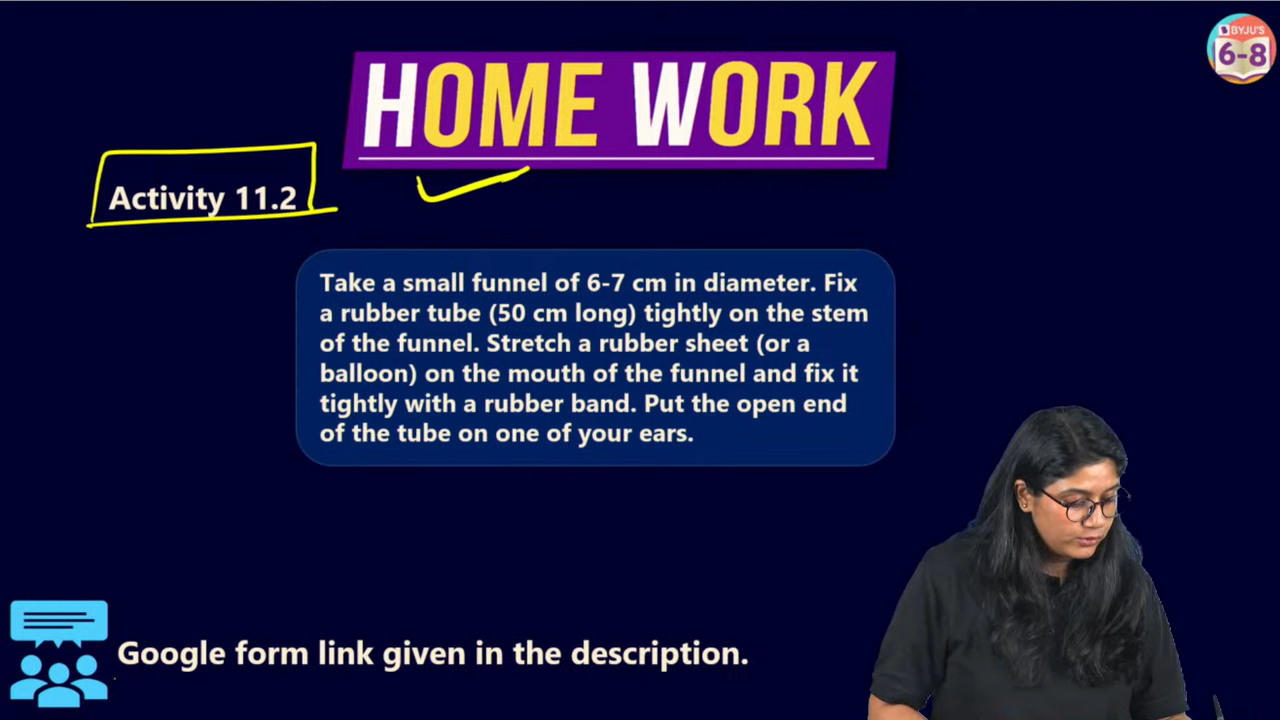 BYJU'S
6-8
HOME WORK
Activity 11.2
Take a small funnel of 6-7 cm in diameter. Fix
a rubber tube (50 cm long) tightly on the stem
of the funnel. Stretch a rubber sheet (or a
balloon) on the mouth of the funnel and fix it
tightly with a rubber band. Put the open end
of the tube on one of your ears.
Google form link given in the description.